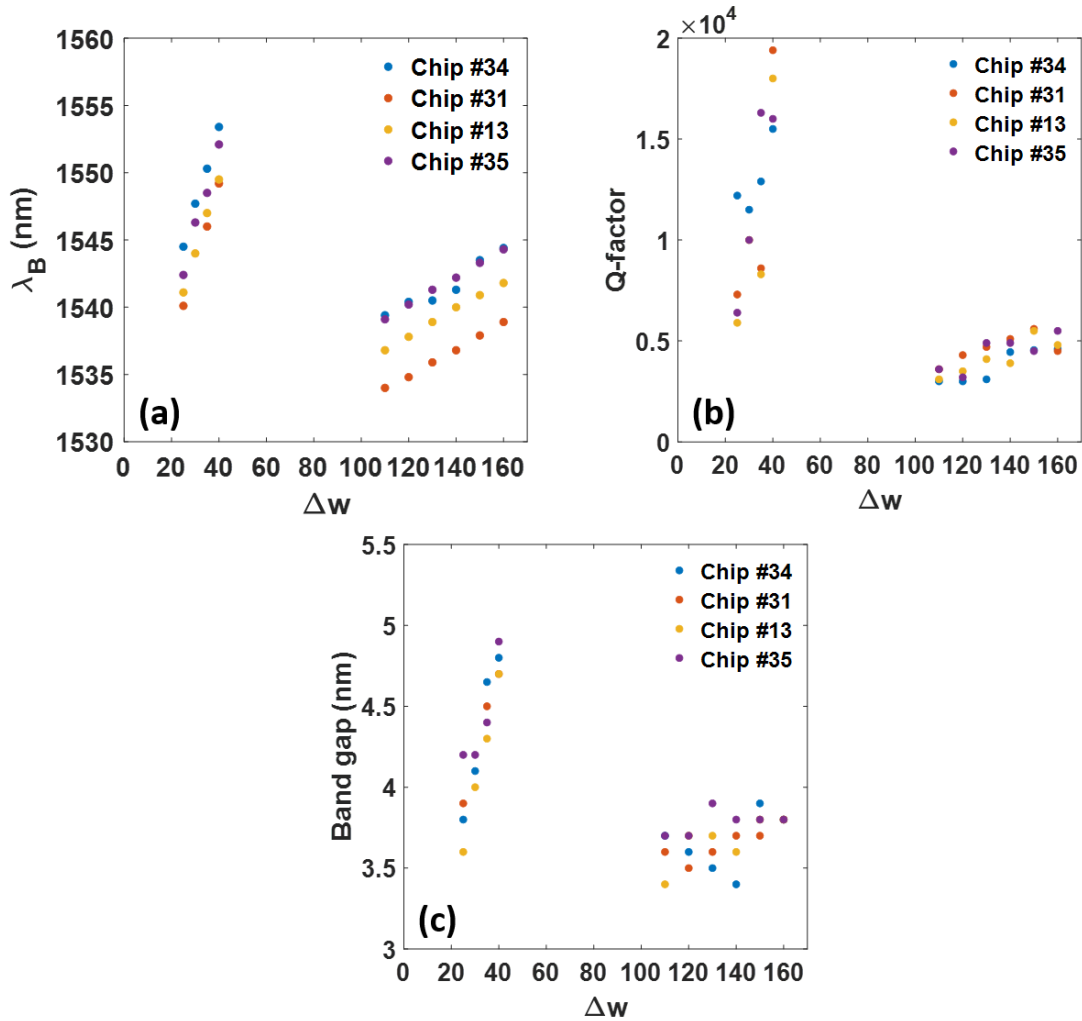 1560
1555
1550
1545
1540
1535
1530
λB (nm)
Chip #34
Chip #31
Chip #13
Chip #35
(a)
0 20 40 60 80 100 120 140 160
Δw
×10^4
2
1.5
1
0.5
0
Q-factor
Chip #34
Chip #31
Chip #13
Chip #35
(b)
0 20 40 60 80 100 120 140 160
Δw
5.5
5
4.5
4
3.5
3
Band gap (nm)
Chip #34
Chip #31
Chip #13
Chip #35
(c)
0 20 40 60 80 100 120 140 160
Δw